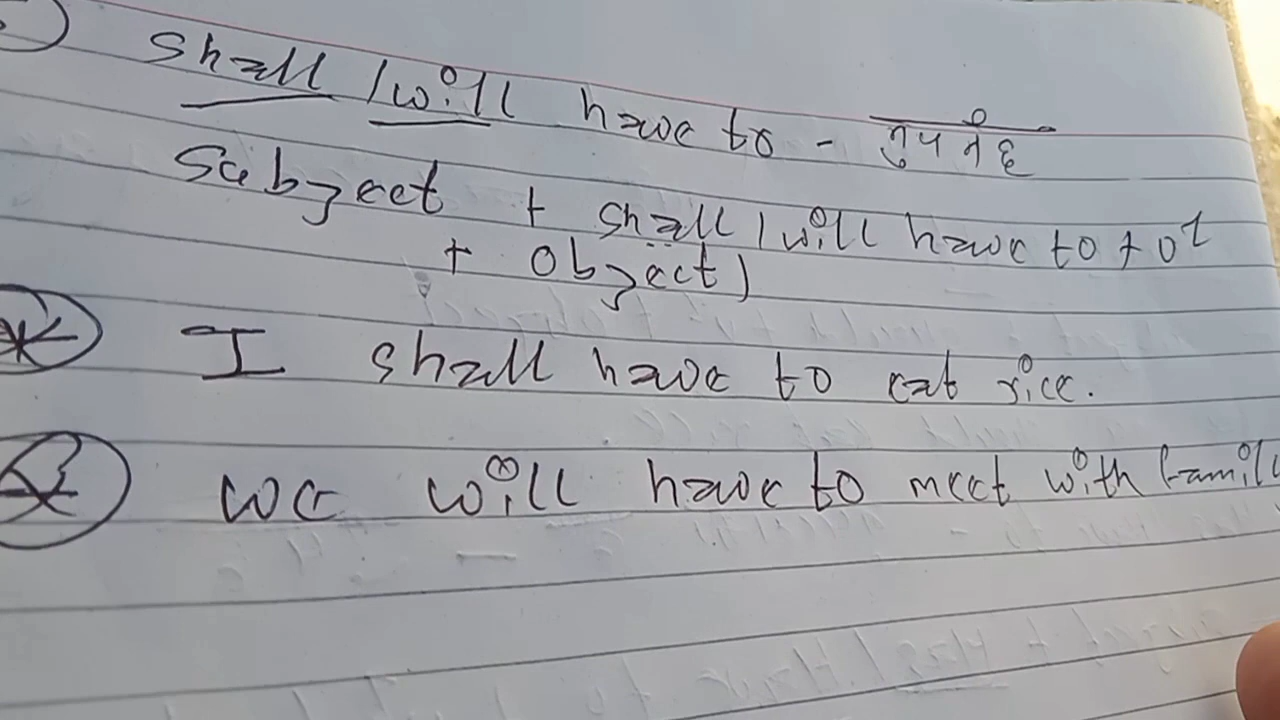 shall / will have to -
Subject + shall / will have to + v1
+ object)
I shall have to eat rice.
we will have to meet with famil